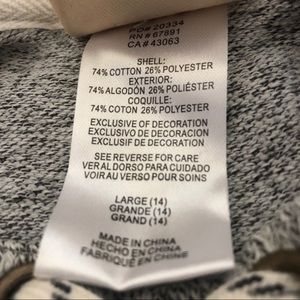 PO# 20334
RN # 67891
CA # 43063
SHELL:
74% COTTON 26% POLYESTER
EXTERIOR:
74% ALGODÓN 26% POLIÉSTER
COQUILLE:
74% COTON 26% POLYESTER
EXCLUSIVE OF DECORATION
EXCLUSIVO DE DECORACION
EXCLUSIF DE DECORATION
SEE REVERSE FOR CARE
VER AL DORSO PARA CUIDADO
VOIR AU VERSO POUR SOINS
LARGE (14)
GRANDE (14)
GRAND (14)
MADE IN CHINA
HECHO EN CHINA
FABRIQUÉ EN CHINE